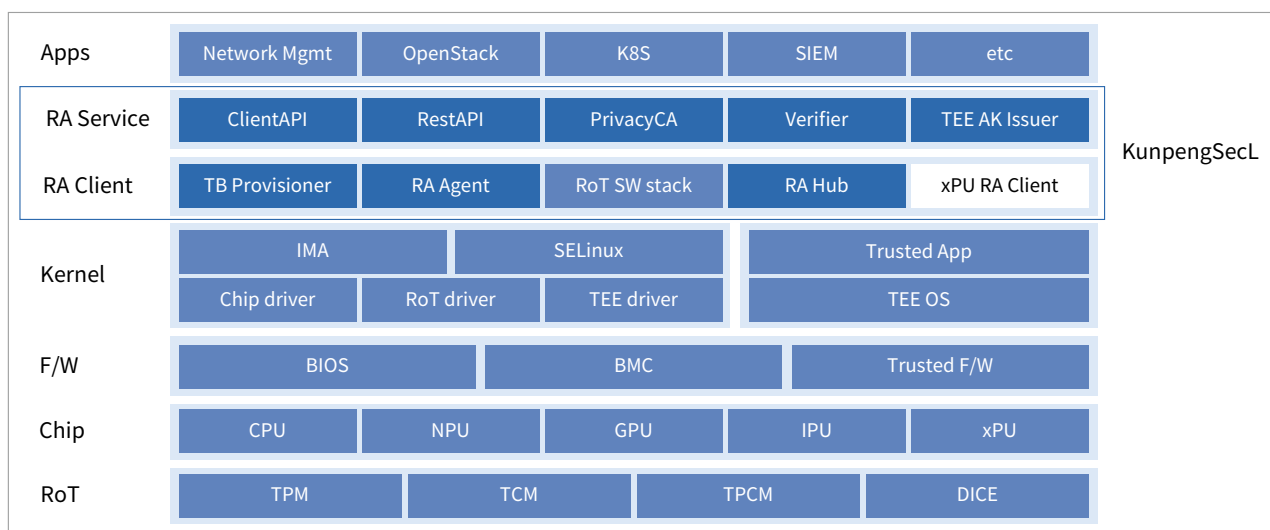 Apps Network Mgmt OpenStack K8S SIEM etc
RA Service ClientAPI RestAPI PrivacyCA Verifier TEE AK Issuer
KunpengSecL
RA Client TB Provisioner RA Agent RoT SW stack RA Hub xPU RA Client
Kernel
IMA SELinux Trusted App
Chip driver RoT driver TEE driver TEE OS
F/W BIOS BMC Trusted F/W
Chip CPU NPU GPU IPU xPU
RoT TPM TCM TPCM DICE